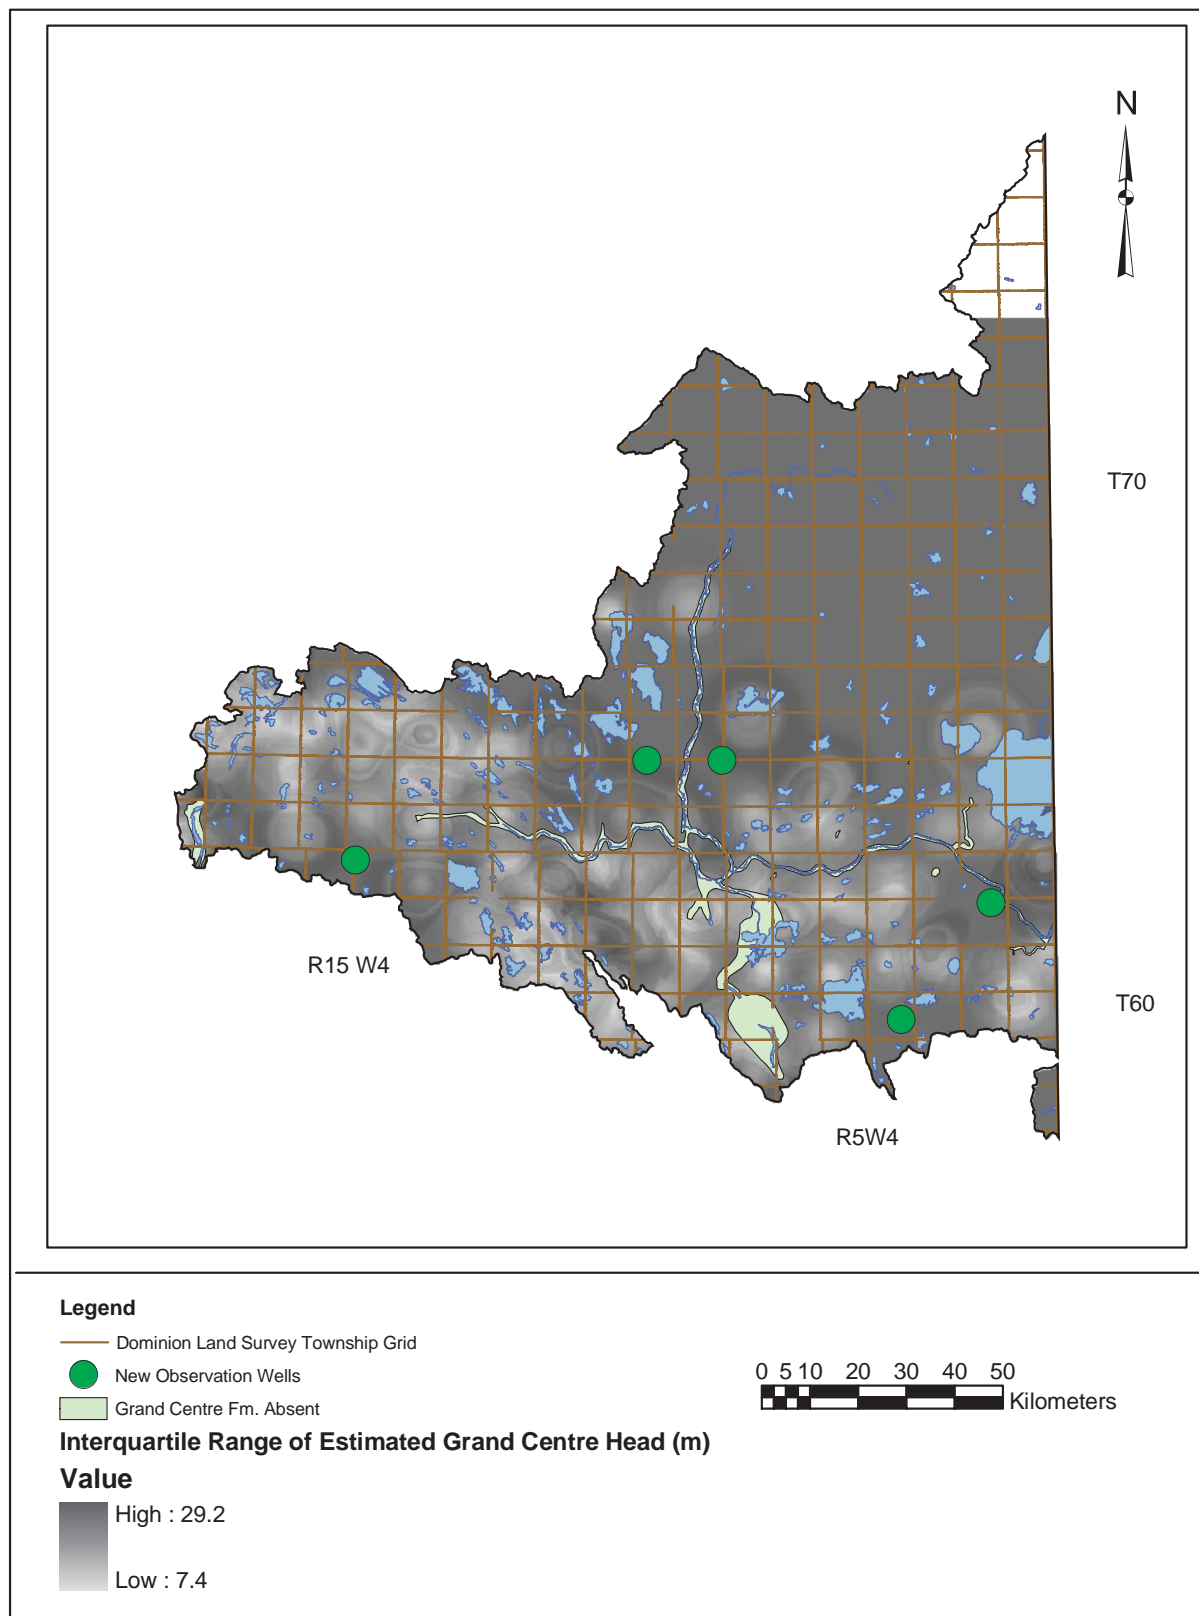 N
T70
R15 W4
T60
R5W4
Legend
Dominion Land Survey Township Grid
New Observation Wells
Grand Centre Fm. Absent
0 5 10 20 30 40 50
Kilometers
Interquartile Range of Estimated Grand Centre Head (m)
Value
High : 29.2
Low : 7.4